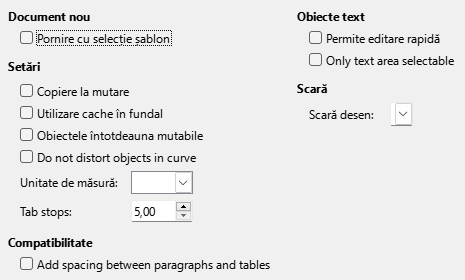 Document nou
Pornire cu selecție șablon
Setări
Copiere la mutare
Utilizare cache în fundal
Obiectele întotdeauna mutabile
Do not distort objects in curve
Unitate de măsură:
Tab stops: 5,00
Compatibilitate
Add spacing between paragraphs and tables
Obiecte text
Permite editare rapidă
Only text area selectable
Scară
Scară desen: